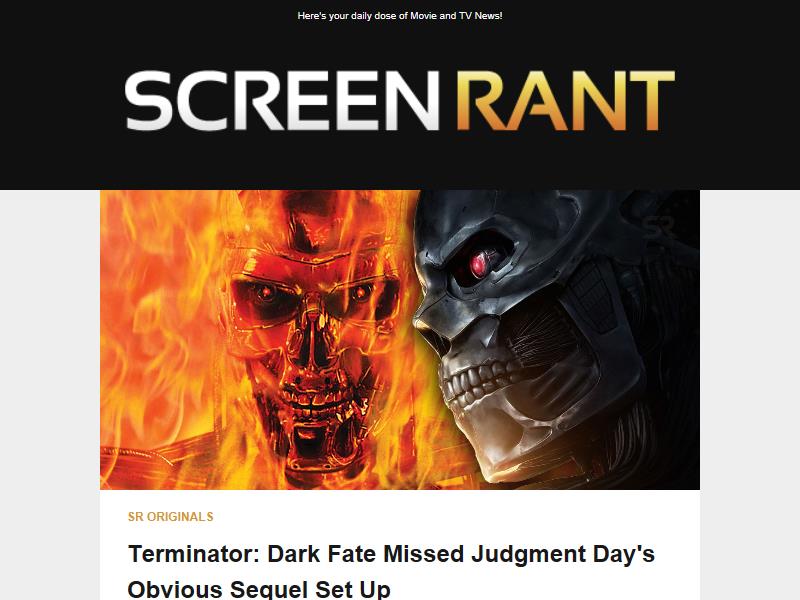 Here's your daily dose of Movie and TV News!
SCREEN RANT
SR
SR ORIGINALS
Terminator: Dark Fate Missed Judgment Day's
Obvious Sequel Set Up